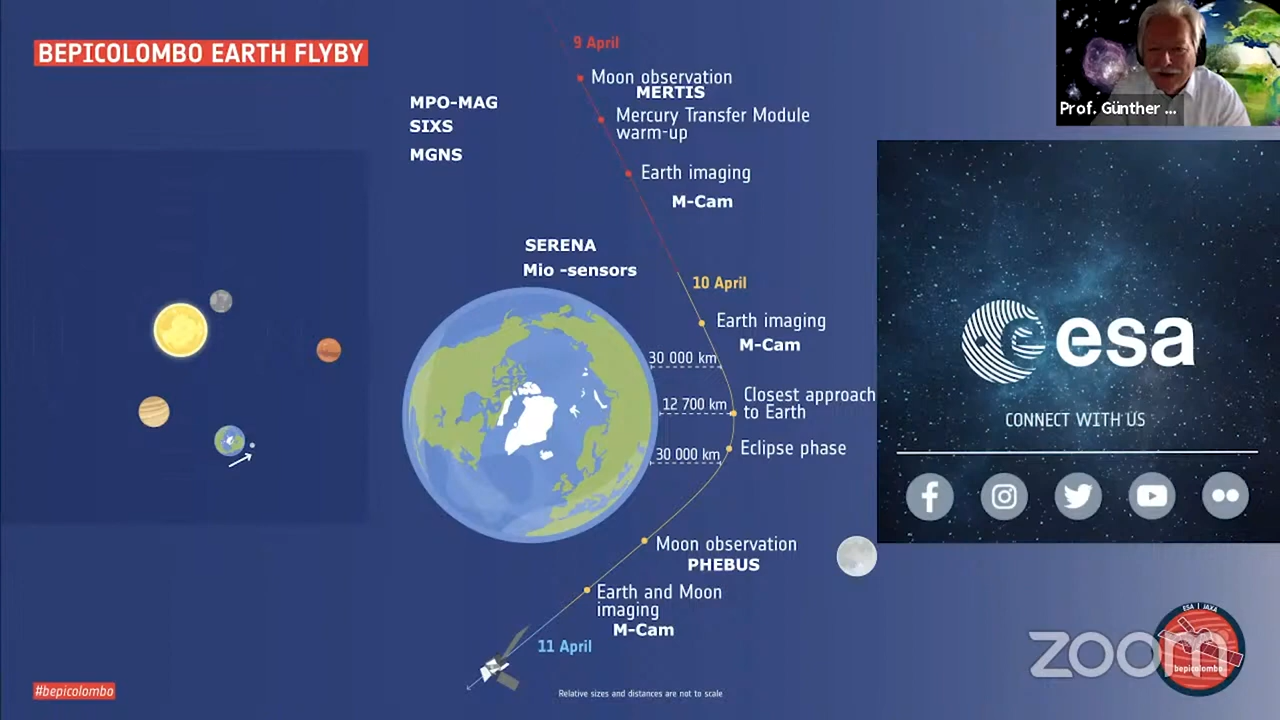 BEPICOLOMBO EARTH FLYBY
9 April
Moon observation
MERTIS
MPO-MAG
SIXS
MGNS
Mercury Transfer Module
warm-up
Earth imaging
M-Cam
SERENA
Mio -sensors
10 April
Earth imaging
M-Cam
30 000 km
12 700 km
Closest approach
to Earth
30 000 km
Eclipse phase
Moon observation
PHEBUS
Earth and Moon
imaging
M-Cam
11 April
Relative sizes and distances are not to scale
#bepicolombo
Prof. Günther ...
esa
CONNECT WITH US
zoom
ESA | JAXA
bepicolombo